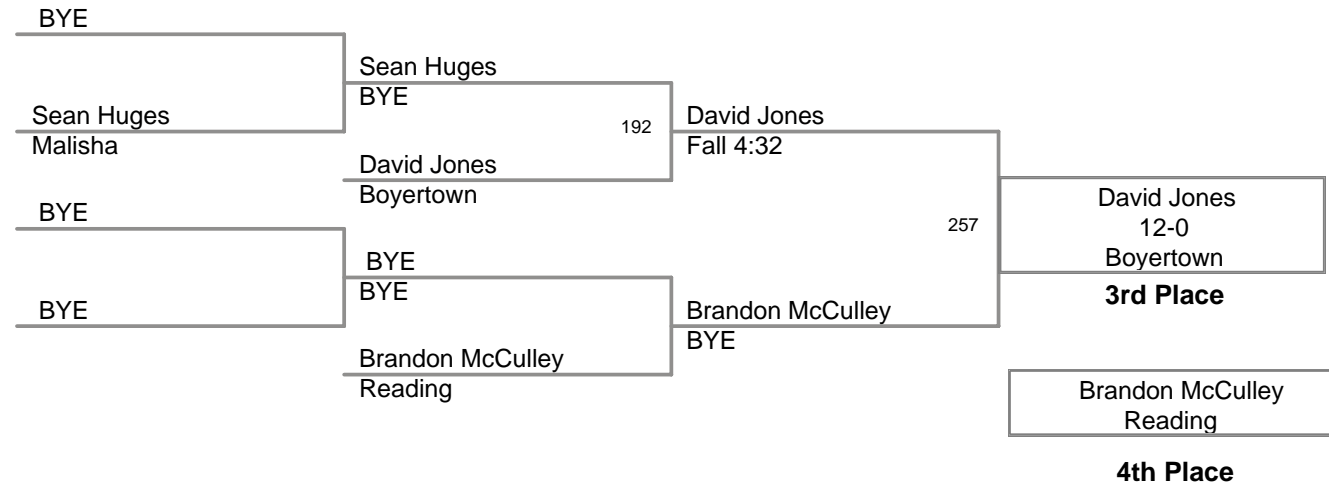 BYE
Sean Huges
BYE
Sean Huges
Malisha
192
David Jones
Fall 4:32
David Jones
Boyertown
BYE
257
David Jones
12-0
Boyertown
3rd Place
BYE
BYE
BYE
Brandon McCulley
BYE
Brandon McCulley
Reading
Brandon McCulley
Reading
4th Place